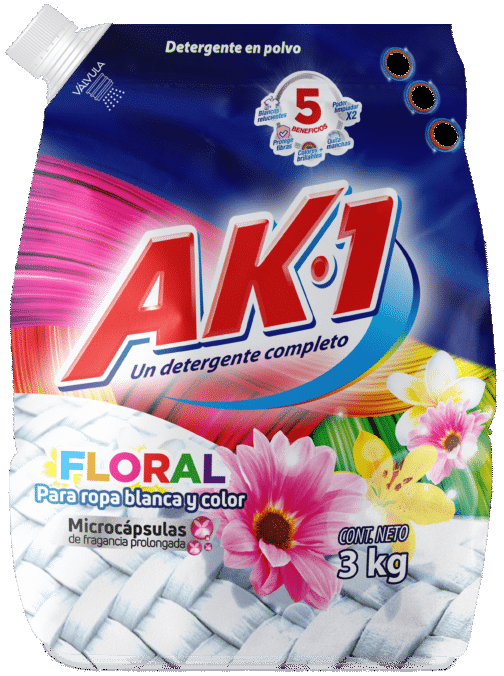 Detergente en polvo
VÁLVULA
5
BENEFICIOS
Blancos
relucientes
Poder
limpiador
X2
Protege
fibras
Quita
manchas
Colores +
brillantes
AK·1
Un detergente completo
FLORAL
Para ropa blanca y color
Microcápsulas
de fragancia prolongada
CONT. NETO
3 kg